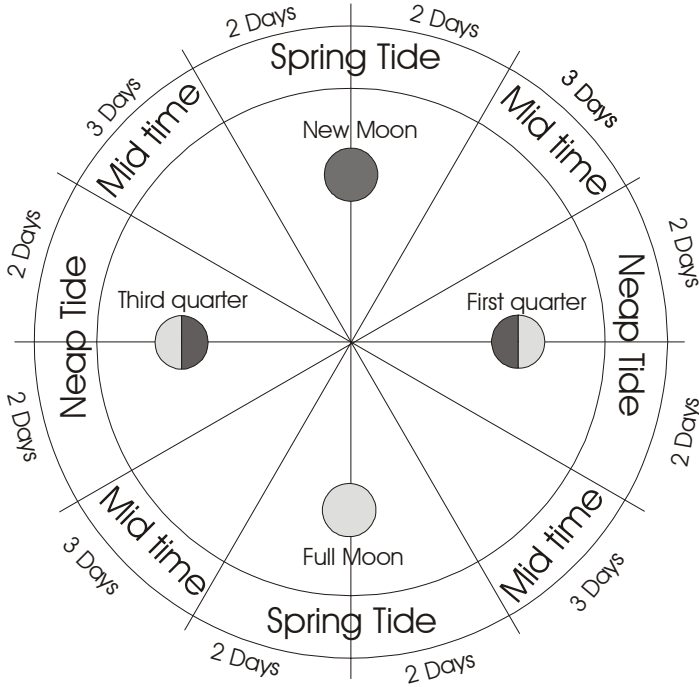 2 Days
2 Days
Spring Tide
3 Days
Mid time
Mid time
3 Days
New Moon
2 Days
2 Days
Neap Tide
Third quarter
First quarter
Neap Tide
2 Days
2 Days
Mid time
Full Moon
Mid time
3 Days
3 Days
Spring Tide
2 Days
2 Days